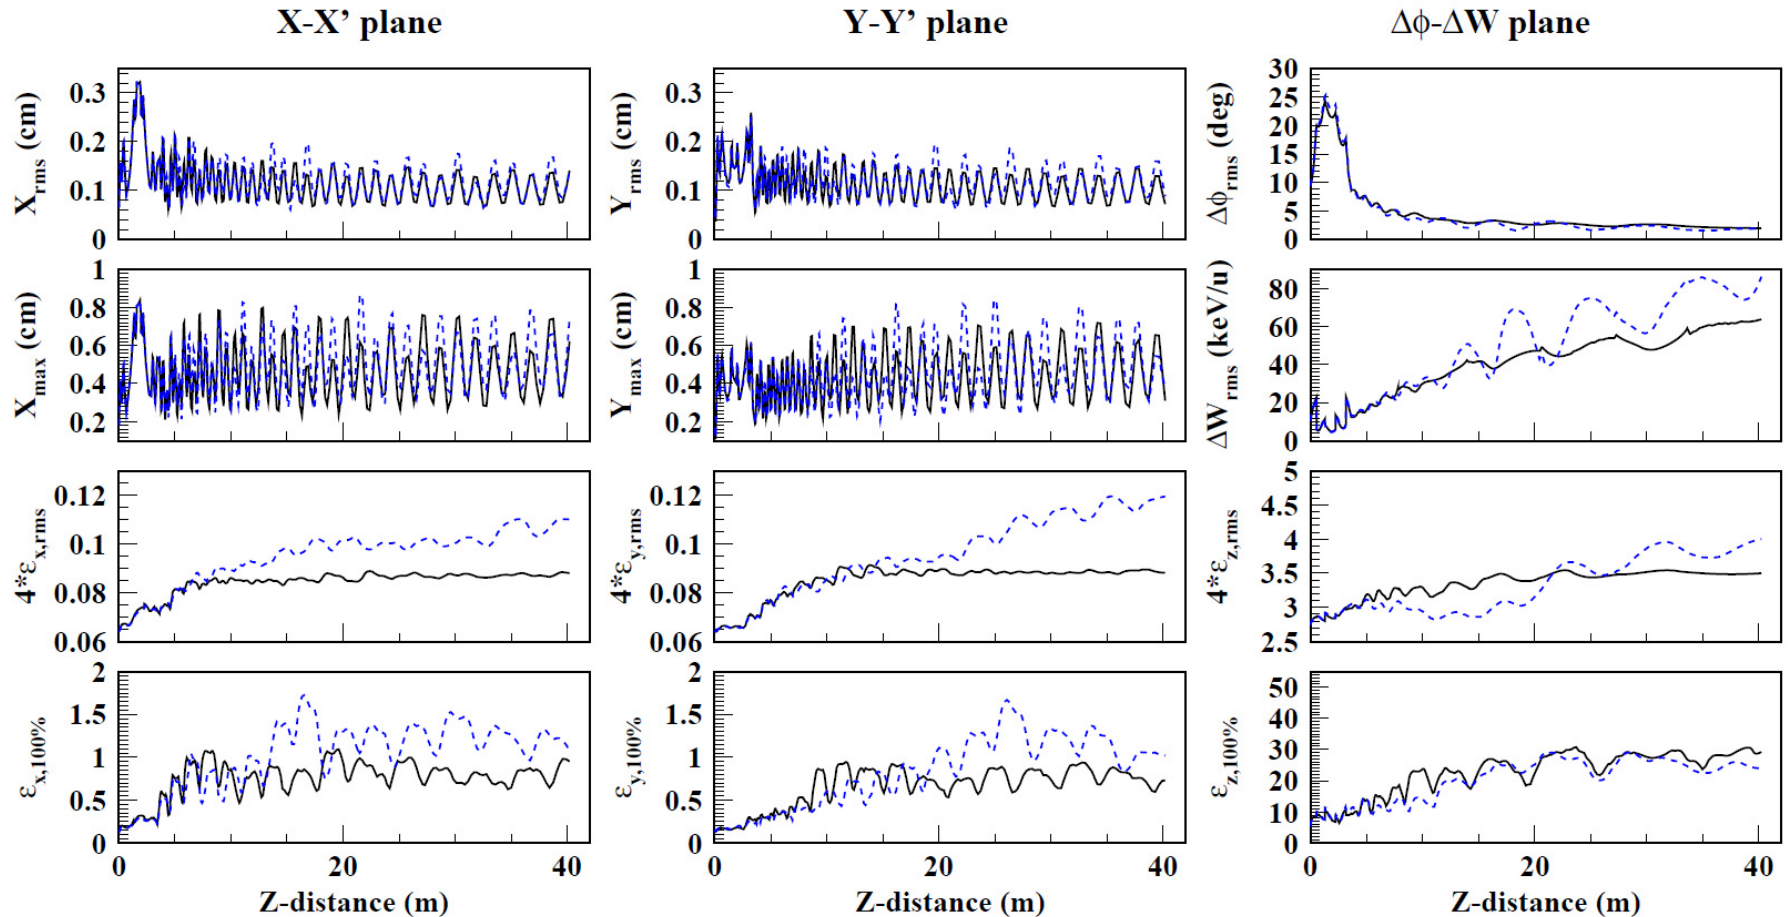 X-X’ plane
Y-Y’ plane
Δϕ-ΔW plane
X_rms (cm)
0.3
0.2
0.1
0
Y_rms (cm)
0.3
0.2
0.1
0
Δϕ_rms (deg)
30
25
20
15
10
5
0
X_max (cm)
1
0.8
0.6
0.4
0.2
Y_max (cm)
1
0.8
0.6
0.4
0.2
ΔW_rms (keV/u)
80
60
40
20
0
4*ε_x,rms
0.12
0.1
0.08
0.06
4*ε_y,rms
0.12
0.1
0.08
0.06
4*ε_z,rms
5
4.5
4
3.5
3
2.5
ε_x,100%
2
1.5
1
0.5
0
ε_y,100%
2
1.5
1
0.5
0
ε_z,100%
50
40
30
20
10
0
0 20 40
0 20 40
0 20 40
Z-distance (m)
Z-distance (m)
Z-distance (m)